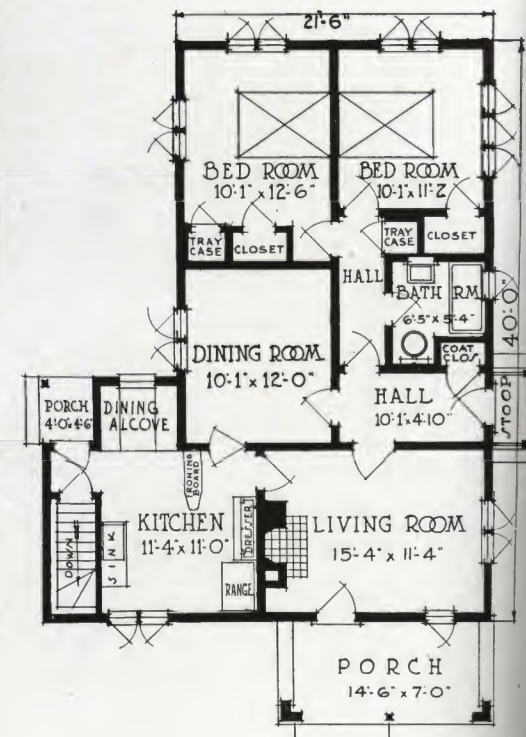 21'-6"
BED ROOM
10'-1" x 12'-6"
BED ROOM
10'-1" x 11'-2
TRAY
CASE
CLOSET
TRAY
CASE
CLOSET
HALL
BATH RM.
6'-5" x 5'-4"
40'-0"
DINING ROOM
10'-1" x 12'-0"
COAT
CLOS
HALL
10'-1" 4'-10"
STOOP
PORCH
4'-0" 4'-6"
DINING
ALCOVE
IRONING
BOARD
KITCHEN
11'-4" x 11'-0"
DRESSER
SINK
DOWN
RANGE
LIVING ROOM
15'-4" x 11'-4"
PORCH
14'-6" x 7'-0"